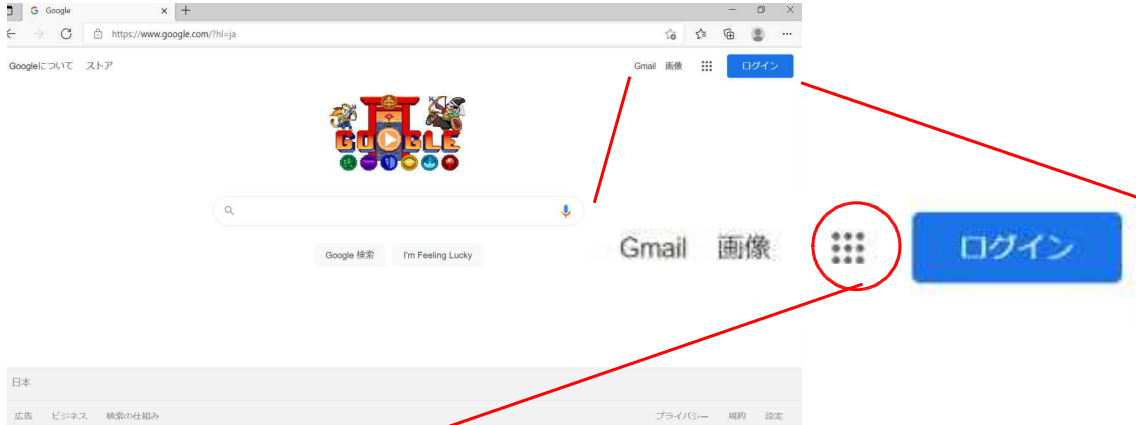 Google
https://www.google.com/?hl=ja
Googleについて ストア
Gmail 画像 ログイン
GOOGLE
Gmail 画像 ログイン
Google 検索 I'm Feeling Lucky
日本
広告 ビジネス 検索の仕組み
プライバシー 規約 設定